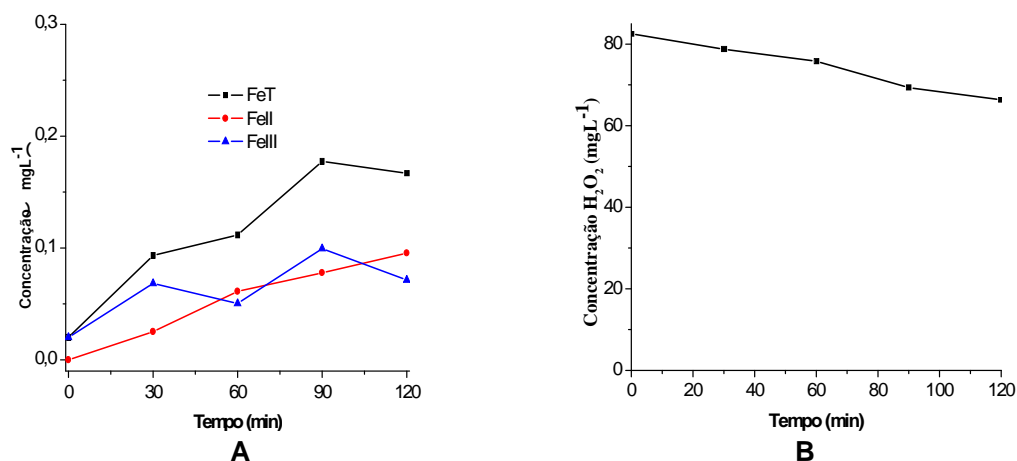 0,3
0,2
0,1
0,0
Concentração mgL-1
FeT
FeII
FeIII
0 30 60 90 120
Tempo (min)
A
80
60
40
20
0
Concentração H2O2 (mgL-1)
0 20 40 60 80 100 120
Tempo (min)
B